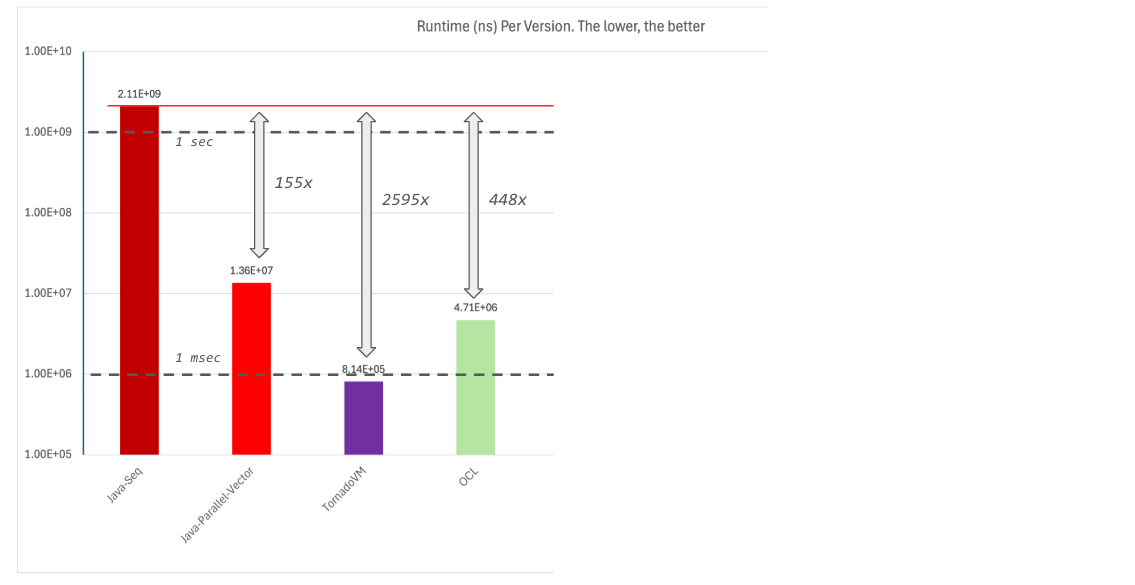 Runtime (ns) Per Version. The lower, the better
1.00E+10
2.11E+09
1.00E+09
1 sec
155x
2595x
448x
1.00E+08
1.36E+07
1.00E+07
4.71E+06
1 msec
8.14E+05
1.00E+06
1.00E+05
Java-Seq
Java-Parallel-Vector
TornadoVM
OCL